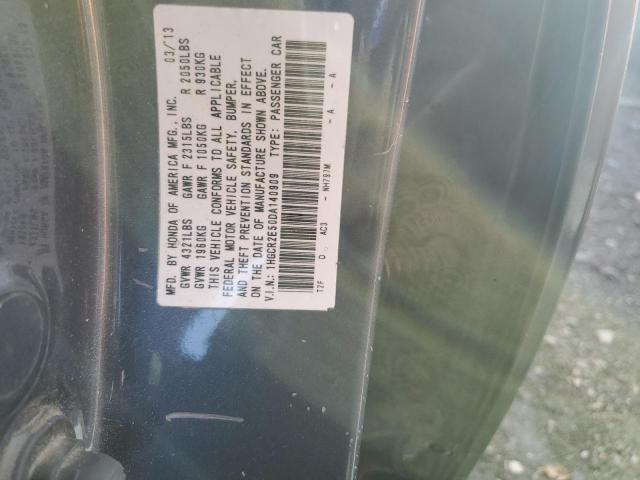 MFD. BY HONDA OF AMERICA MFG., INC. 03/13
GVWR 4321LBS GAWR F 2315LBS R 2050LBS
GVWR 1960KG GAWR F 1050KG R 930KG
THIS VEHICLE CONFORMS TO ALL APPLICABLE
FEDERAL MOTOR VEHICLE SAFETY, BUMPER,
AND THEFT PREVENTION STANDARDS IN EFFECT
ON THE DATE OF MANUFACTURE SHOWN ABOVE.
V.I.N.: 1HGCR2E50DA140909 TYPE: PASSENGER CAR
T2F D AC3 NH797M - A - A